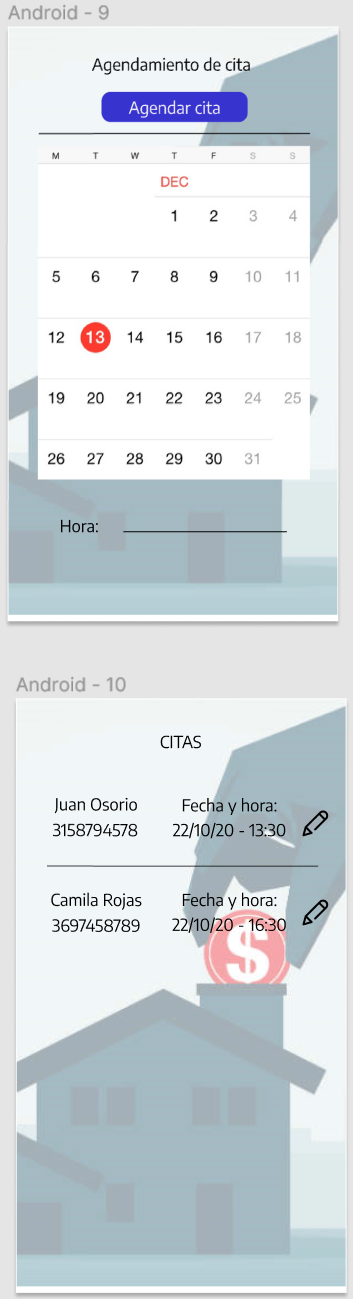 Android - 9
Agendamiento de cita
Agendar cita
M T W T F S S
DEC
1 2 3 4
5 6 7 8 9 10 11
12 13 14 15 16 17 18
19 20 21 22 23 24 25
26 27 28 29 30 31
Hora:
Android - 10
CITAS
Juan Osorio Fecha y hora:
3158794578 22/10/20 - 13:30
Camila Rojas Fecha y hora:
3697458789 22/10/20 - 16:30
$